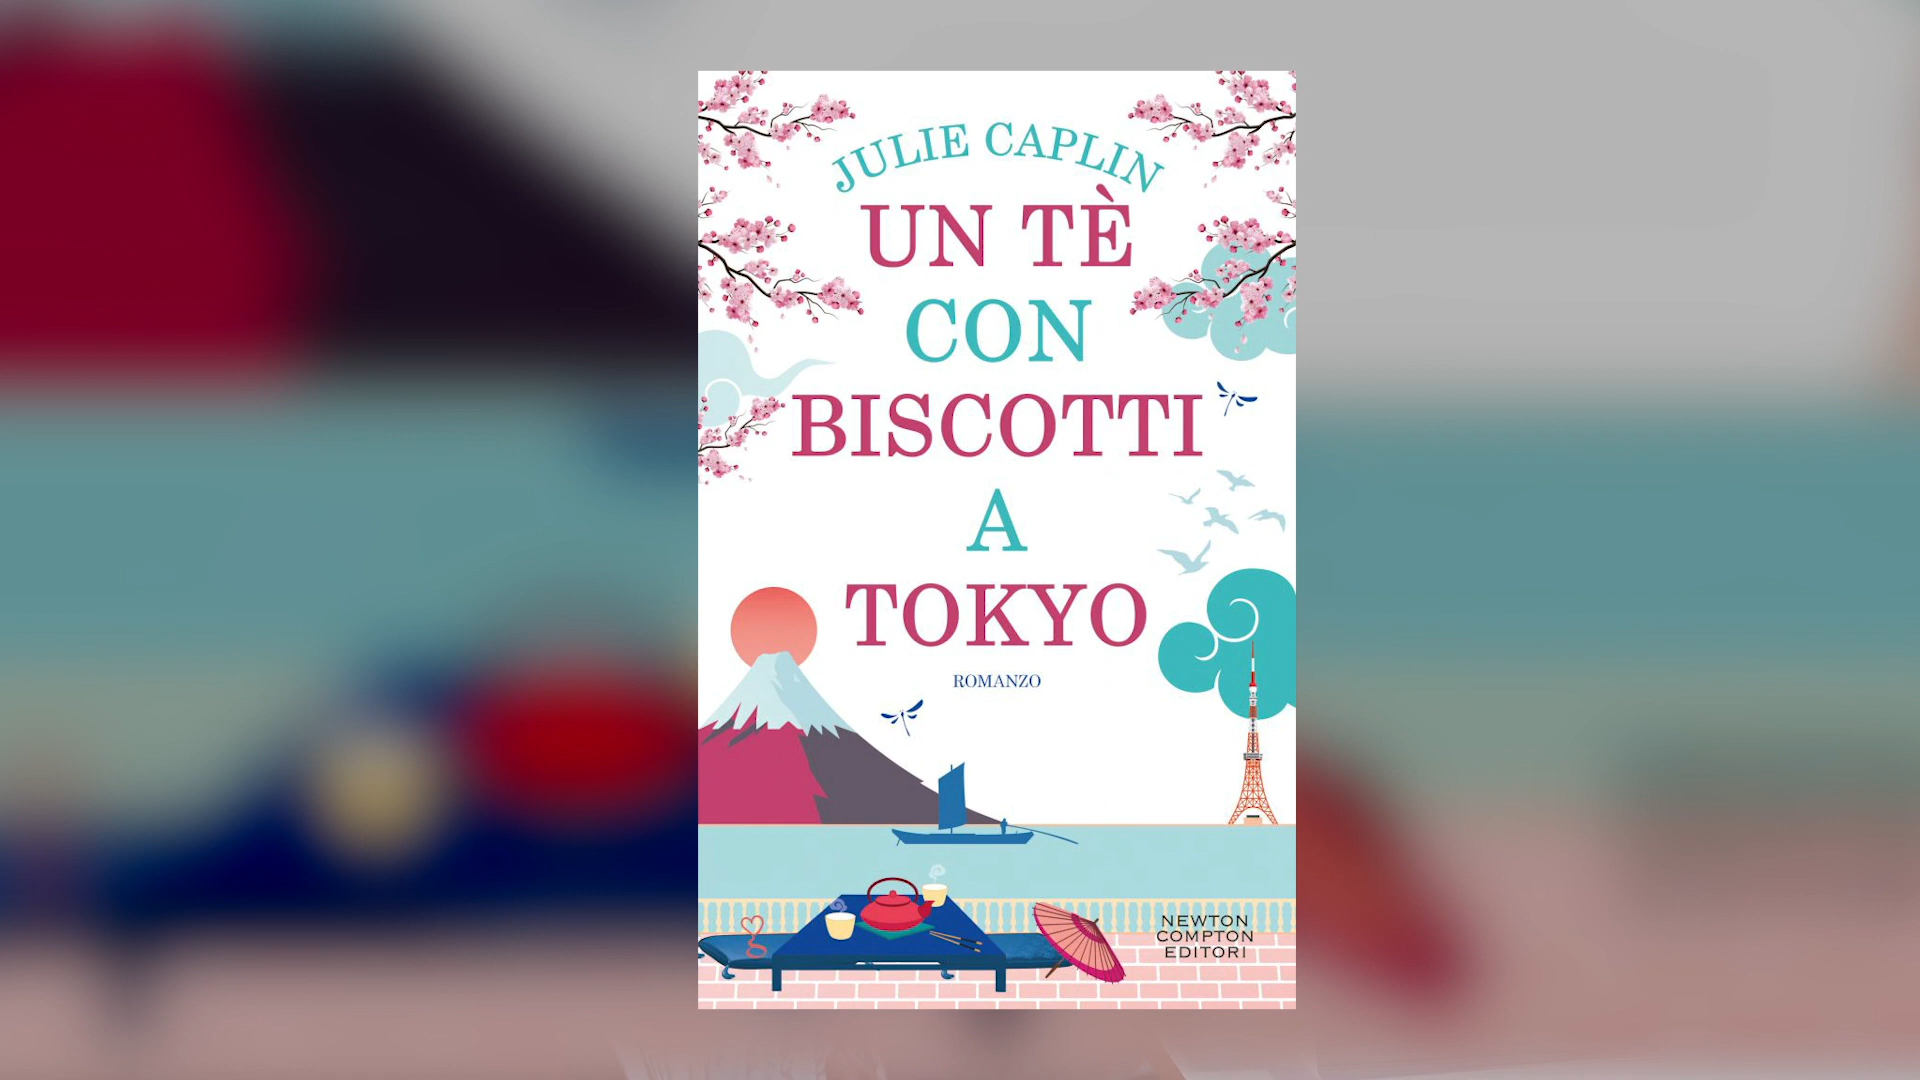 JULIE CAPLIN
UN TÈ
CON
BISCOTTI
A
TOKYO
ROMANZO
NEWTON
COMPTON
EDITORI